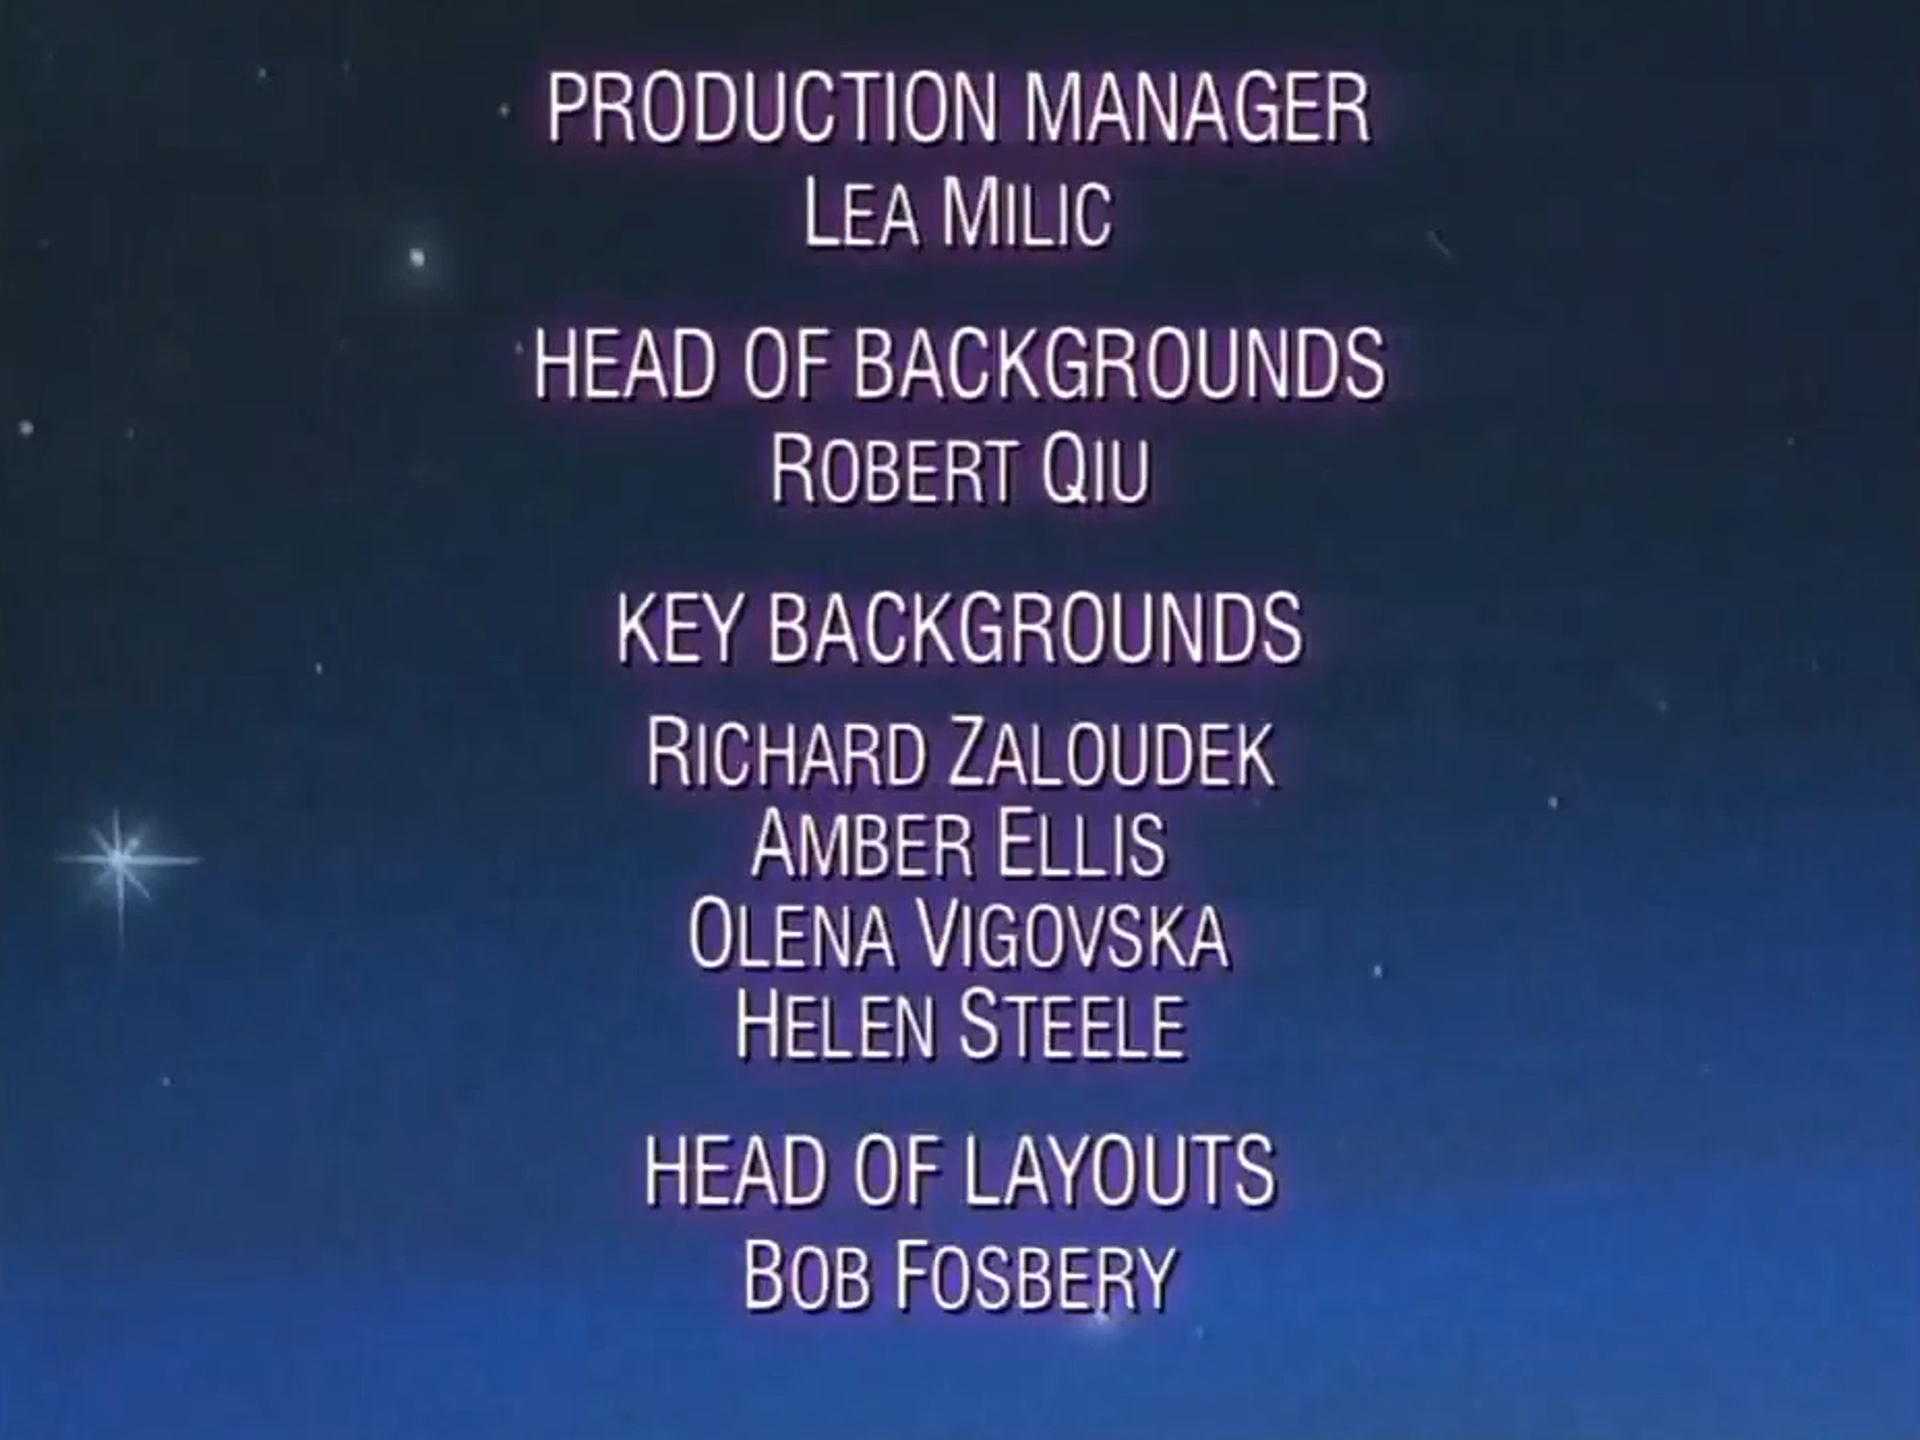 PRODUCTION MANAGER
LEA MILIC
HEAD OF BACKGROUNDS
ROBERT QIU
KEY BACKGROUNDS
RICHARD ZALOUDEK
AMBER ELLIS
OLENA VIGOVSKA
HELEN STEELE
HEAD OF LAYOUTS
BOB FOSBERY